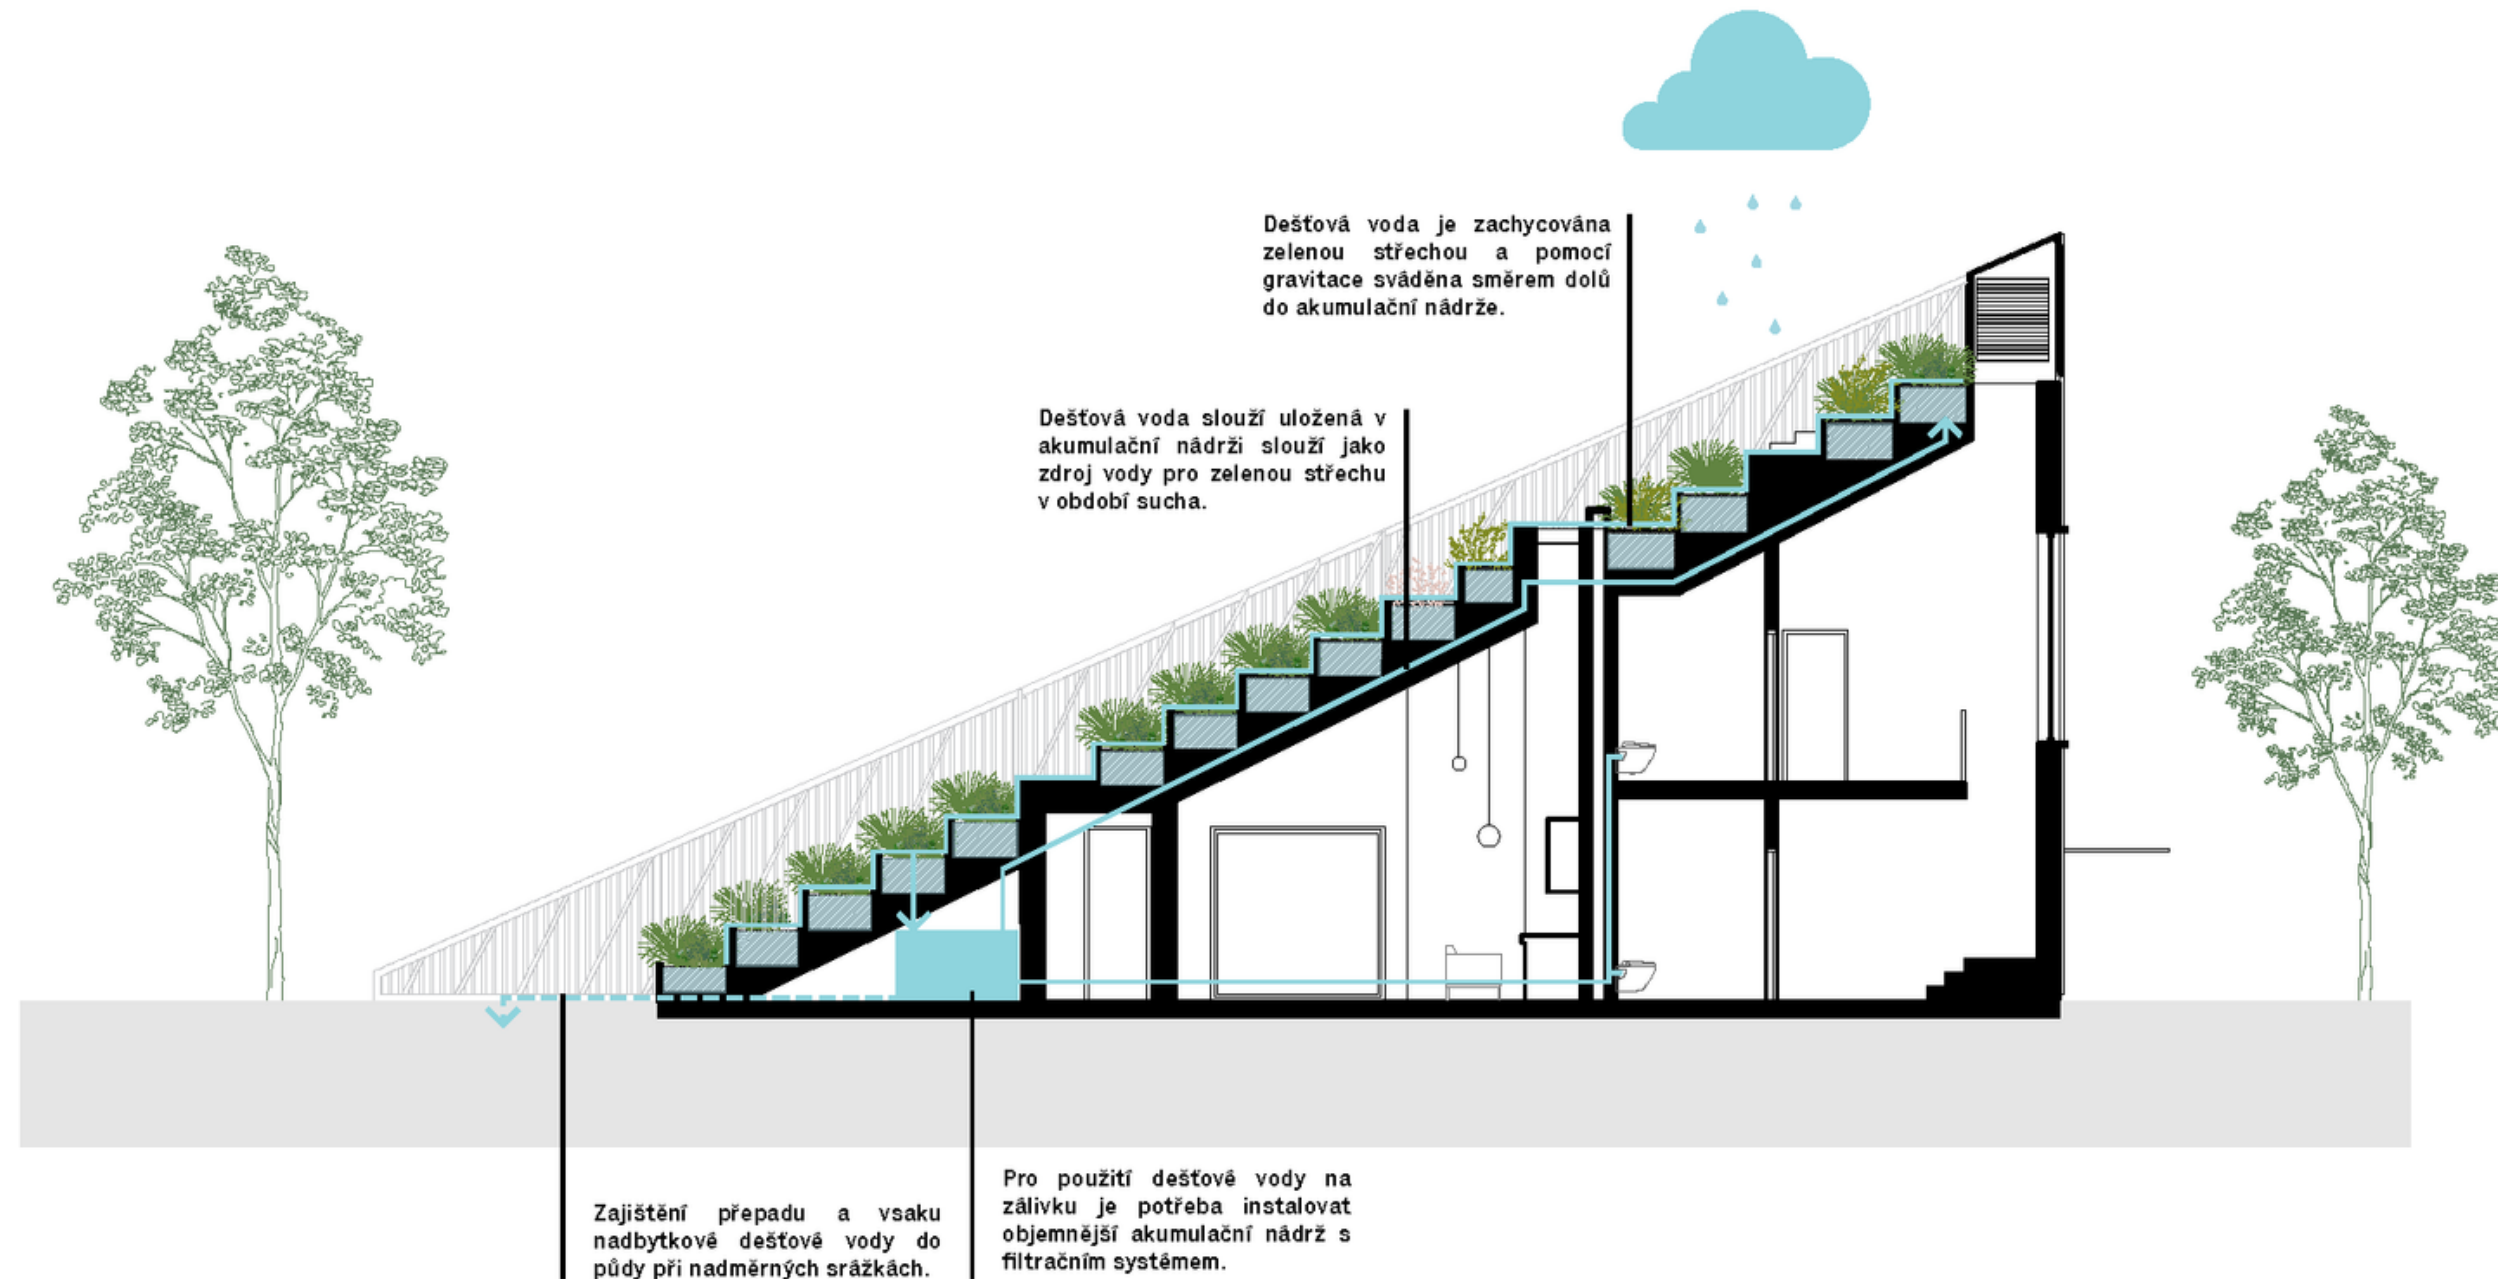 Dešťová voda je zachycována
zelenou střechou a pomocí
gravitace sváděna směrem dolů
do akumulační nádrže.
Dešťová voda slouží uložená v
akumulační nádrži slouží jako
zdroj vody pro zelenou střechu
v období sucha.
Zajištění přepadu a vsaku
nadbytkové dešťové vody do
půdy při nadměrných srážkách.
Pro použití dešťové vody na
zálivku je potřeba instalovat
objemnější akumulační nádrž s
filtračním systémem.